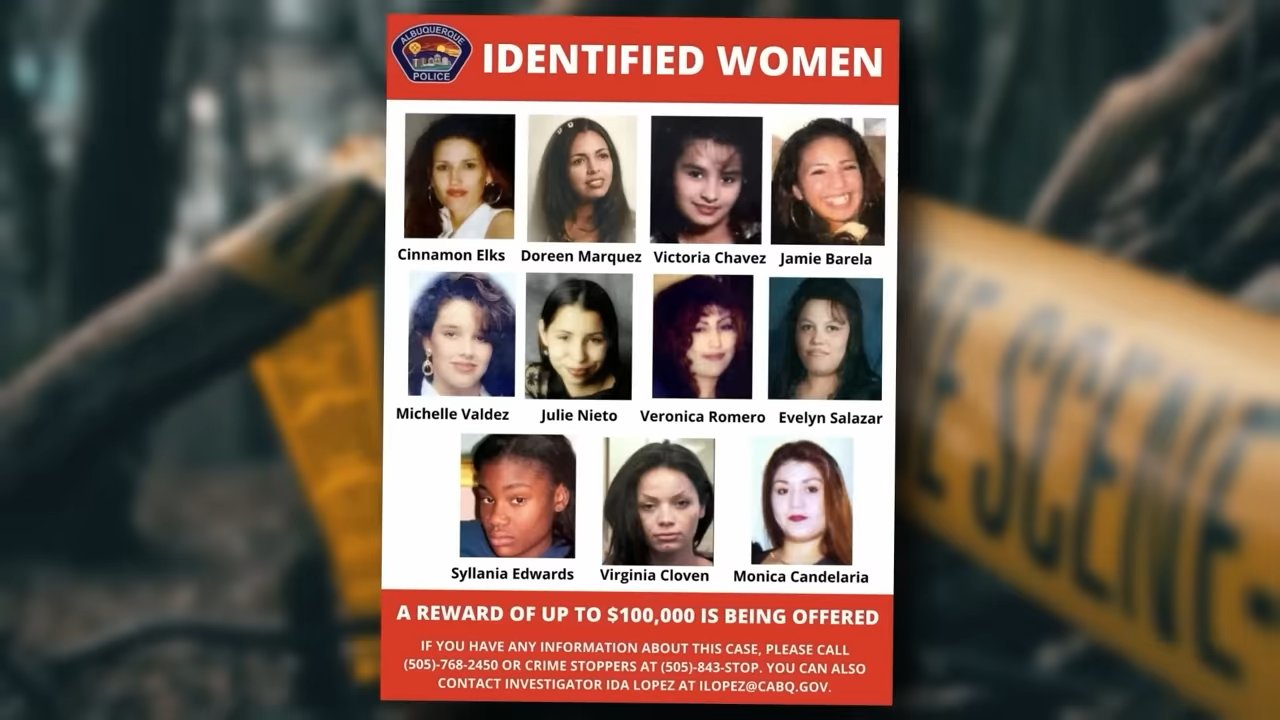 ALBUQUERQUE
POLICE
IDENTIFIED WOMEN
Cinnamon Elks Doreen Marquez Victoria Chavez Jamie Barela
Michelle Valdez Julie Nieto Veronica Romero Evelyn Salazar
Syllania Edwards Virginia Cloven Monica Candelaria
A REWARD OF UP TO $100,000 IS BEING OFFERED
IF YOU HAVE ANY INFORMATION ABOUT THIS CASE, PLEASE CALL
(505)-768-2450 OR CRIME STOPPERS AT (505)-843-STOP. YOU CAN ALSO
CONTACT INVESTIGATOR IDA LOPEZ AT ILOPEZ@CABQ.GOV.
SCENE